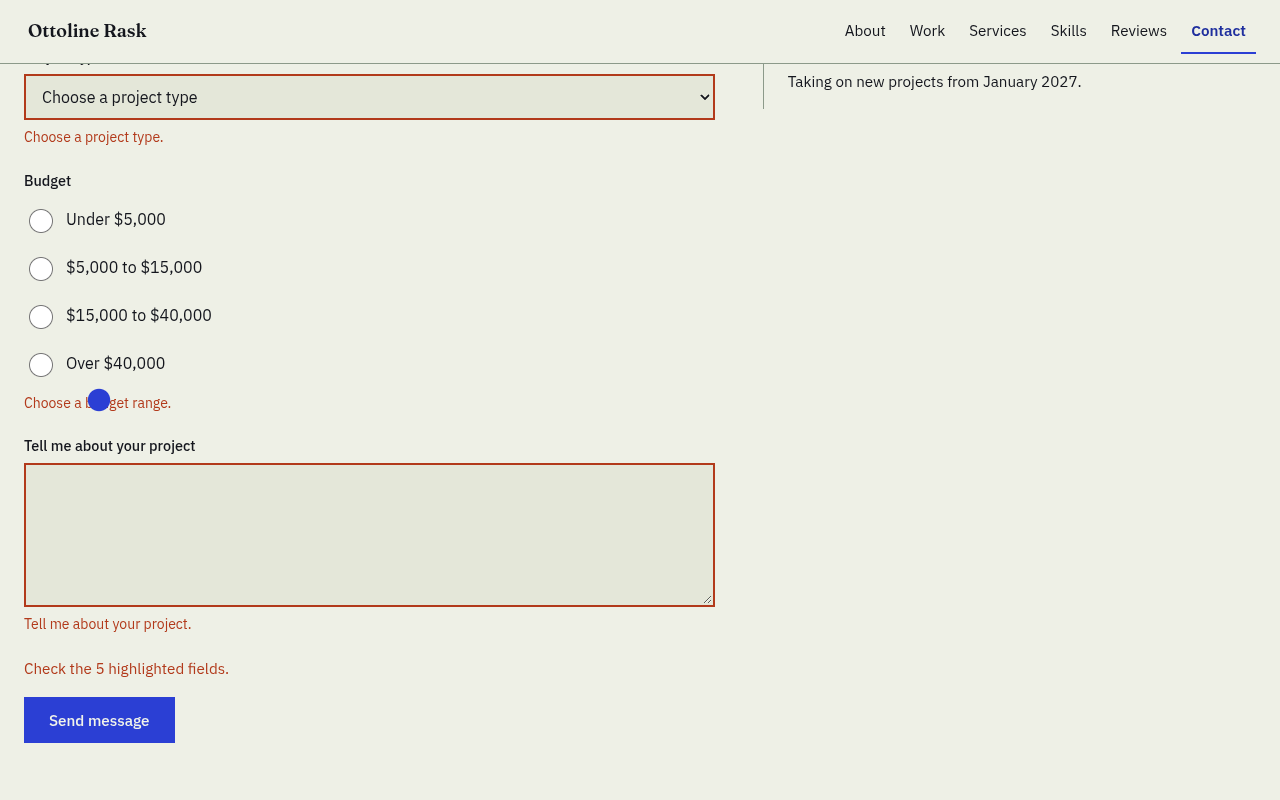 Ottoline Rask
About
Work
Services
Skills
Reviews
Contact
Choose a project type
Choose a project type.
Taking on new projects from January 2027.
Budget
Under $5,000
$5,000 to $15,000
$15,000 to $40,000
Over $40,000
Choose a budget range.
Tell me about your project
Tell me about your project.
Check the 5 highlighted fields.
Send message